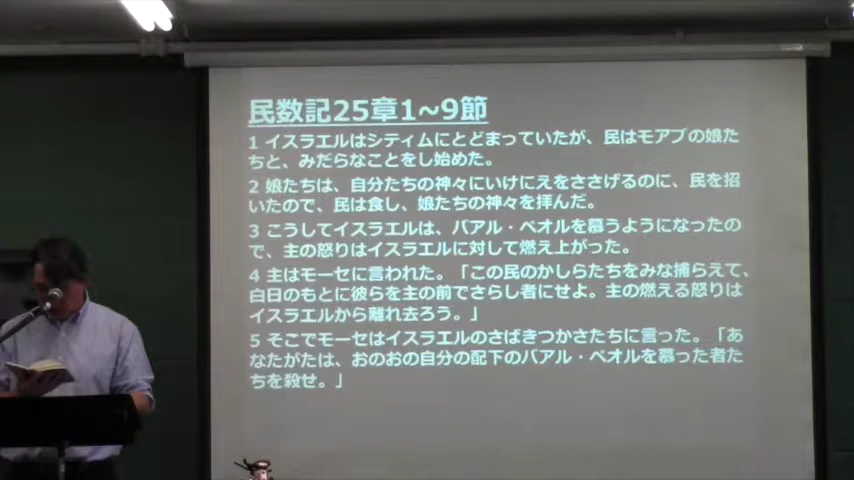 民数記25章1~9節
1 イスラエルはシティムにとどまっていたが、民はモアブの娘た
ちと、みだらなことをし始めた。
2 娘たちは、自分たちの神々にいけにえをささげるのに、民を招
いたので、民は食し、娘たちの神々を拝んだ。
3 こうしてイスラエルは、バアル・ペオルを慕うようになったの
で、主の怒りはイスラエルに対して燃え上がった。
4 主はモーセに言われた。「この民のかしらたちをみな捕らえて、
白日のもとに彼らを主の前でさらし者にせよ。主の燃える怒りは
イスラエルから離れ去ろう。」
5 そこでモーセはイスラエルのさばきつかさたちに言った。「あ
なたがたは、おのおの自分の配下のバアル・ペオルを慕った者た
ちを殺せ。」